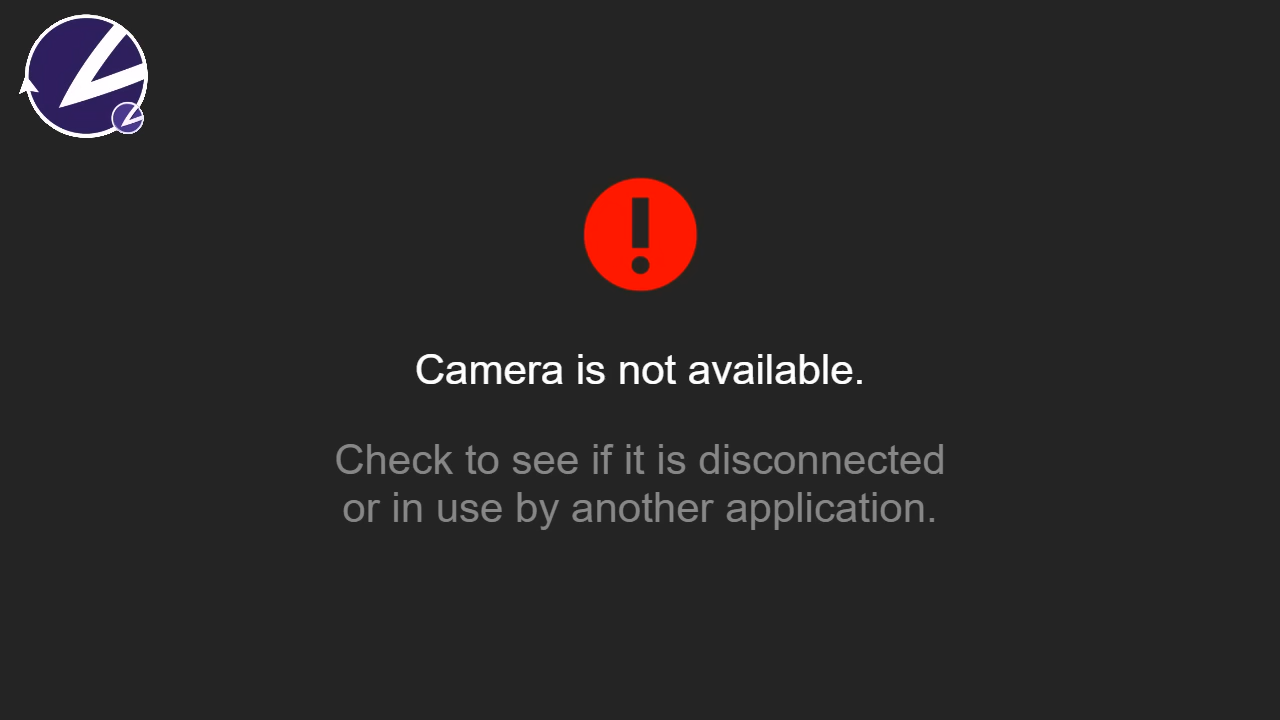 Camera is not available.
Check to see if it is disconnected
or in use by another application.